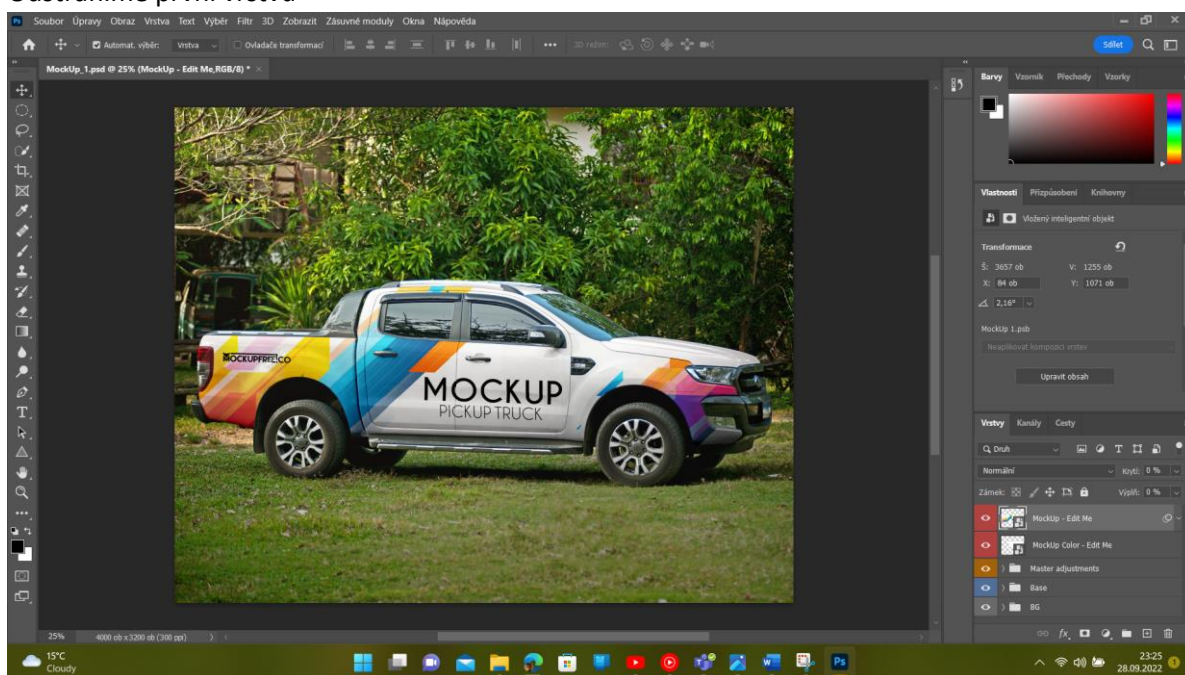 Soubor Úpravy Obraz Vrstva Text Výběr Filtr 3D Zobrazit Zásuvné moduly Okna Nápověda
Automat. výběr: Vrstva Ovladače transformací 3D režim: Sdílet
MockUp_1.psd @ 25% (MockUp - Edit Me,RGB/8) *
Barvy Vzorník Přechody Vzorky
Vlastnosti Přizpůsobení Knihovny
Vložený inteligentní objekt
Transformace
Š: 3657 ob V: 1255 ob
X: 84 ob Y: 1071 ob
2,16°
MockUp 1.psb
Neaplikovat kompozici vrstev
Upravit obsah
MOCKUPFREE.CO
MOCKUP
PICKUP TRUCK
Vrstvy Kanály Cesty
Druh
Normální Krytí: 0 %
Zámek: Výplň: 0 %
MockUp - Edit Me
MockUp Color - Edit Me
Master adjustments
Base
BG
25% 4000 ob x 3200 ob (300 ppi)
15°C
Cloudy
23:25
28.09.2022